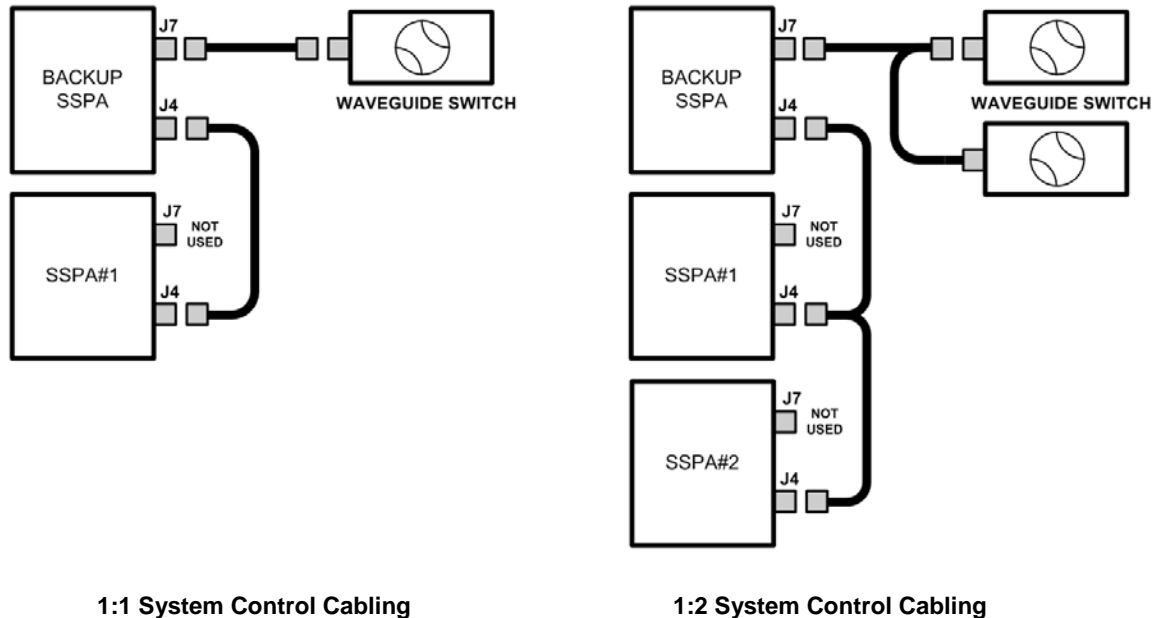 J7
BACKUP
SSPA
WAVEGUIDE SWITCH
J4
J7
NOT
USED
SSPA#1
J4
1:1 System Control Cabling
J7
BACKUP
SSPA
WAVEGUIDE SWITCH
J4
J7
NOT
USED
SSPA#1
J4
J7
NOT
USED
SSPA#2
J4
1:2 System Control Cabling